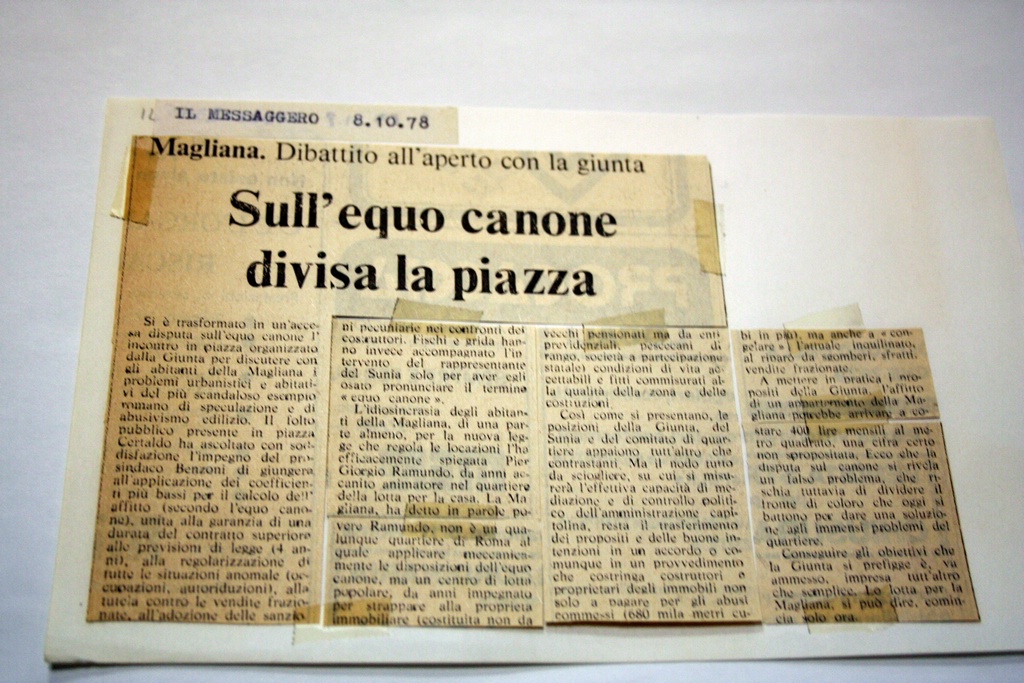 IL MESSAGGERO 8.10.78
Magliana. Dibattito all'aperto con la giunta
Sull'equo canone
divisa la piazza
Si è trasformato in un'acce-
sa disputa sull'equo canone l'
incontro in piazza organizzato
dalla Giunta per discutere con
gli abitanti della Magliana i
problemi urbanistici e abitati-
vi del più scandaloso esempio
romano di speculazione e di
abusivismo edilizio. Il folto
pubblico presente in piazza
Certaldo ha ascoltato con sod-
disfazione l'impegno del pro-
sindaco Benzoni di giungere
all'applicazione dei coefficien-
ti più bassi per il calcolo dell'
affitto (secondo l'equo cano-
ne), unita alla garanzia di una
durata del contratto superiore
alle previsioni di legge (4 an-
ni), alla regolarizzazione di
tutte le situazioni anomale (oc-
cupazioni, autoriduzioni), alla
tutela contro le vendite frazio-
nate, all'adozione delle sanzio-
ni pecuniarie nei confronti dei
costruttori. Fischi e grida han-
no invece accompagnato l'in-
tervento del rappresentante
del Sunia solo per aver egli
osato pronunciare il termine
« equo canone ».
L'idiosincrasia degli abitan-
ti della Magliana, di una par-
te almeno, per la nuova leg-
ge che regola le locazioni l'ha
efficacemente spiegata Pier
Giorgio Ramundo, da anni ac-
canito animatore nel quartiere
della lotta per la casa. La Ma-
gliana, ha detto in parole po-
vere Ramundo, non è un qua-
lunque quartiere di Roma al
quale applicare meccanica-
mente le disposizioni dell'equo
canone, ma un centro di lotta
popolare, da anni impegnato
per strappare alla proprietà
immobiliare (costituita non da
vecchi pensionati ma da enti
previdenziali, pescecani di
rango, società a partecipazione
statale) condizioni di vita ac-
cettabili e fitti commisurati al-
la qualità della zona e delle
costruzioni.
Così come si presentano, le
posizioni della Giunta, del
Sunia e del comitato di quar-
tiere appaiono tutt'altro che
contrastanti. Ma il nodo tutto
da sciogliere, su cui si misu-
rerà l'effettiva capacità di me-
diazione e di controllo politi-
co dell'amministrazione capi-
tolina, resta il trasferimento
dei propositi e delle buone in-
tenzioni in un accordo o co-
munque in un provvedimento
che costringa costruttori e
proprietari degli immobili non
solo a pagare per gli abusi
commessi (680 mila metri cu-
bi in più), ma anche a « con-
gelare » l'attuale inquilinato,
al riparo da sgomberi, sfratti,
vendite frazionate.
A mettere in pratica i pro-
positi della Giunta, l'affitto
di un appartamento della Ma-
gliana potrebbe arrivare a co-
stare 400 lire mensili al me-
tro quadrato, una cifra certo
non spropositata. Ecco che la
disputa sul canone si rivela
un falso problema, che ri-
schia tuttavia di dividere il
fronte di coloro che oggi si
battono per dare una soluzio-
ne agli immensi problemi del
quartiere.
Conseguire gli obiettivi che
la Giunta si prefigge è, va
ammesso, impresa tutt'altro
che semplice. Lo lotta per la
Magliana, si può dire, comin-
cia solo ora.